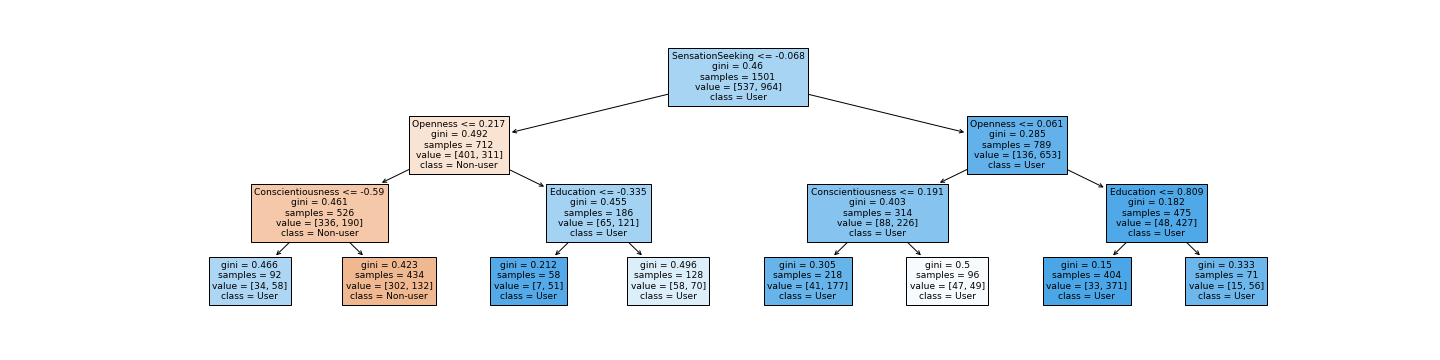 SensationSeeking <= -0.068
gini = 0.46
samples = 1501
value = [537, 964]
class = User
Openness <= 0.217
gini = 0.492
samples = 712
value = [401, 311]
class = Non-user
Openness <= 0.061
gini = 0.285
samples = 789
value = [136, 653]
class = User
Conscientiousness <= -0.59
gini = 0.461
samples = 526
value = [336, 190]
class = Non-user
Education <= -0.335
gini = 0.455
samples = 186
value = [65, 121]
class = User
Conscientiousness <= 0.191
gini = 0.403
samples = 314
value = [88, 226]
class = User
Education <= 0.809
gini = 0.182
samples = 475
value = [48, 427]
class = User
gini = 0.466
samples = 92
value = [34, 58]
class = User
gini = 0.423
samples = 434
value = [302, 132]
class = Non-user
gini = 0.212
samples = 58
value = [7, 51]
class = User
gini = 0.496
samples = 128
value = [58, 70]
class = User
gini = 0.305
samples = 218
value = [41, 177]
class = User
gini = 0.5
samples = 96
value = [47, 49]
class = User
gini = 0.15
samples = 404
value = [33, 371]
class = User
gini = 0.333
samples = 71
value = [15, 56]
class = User